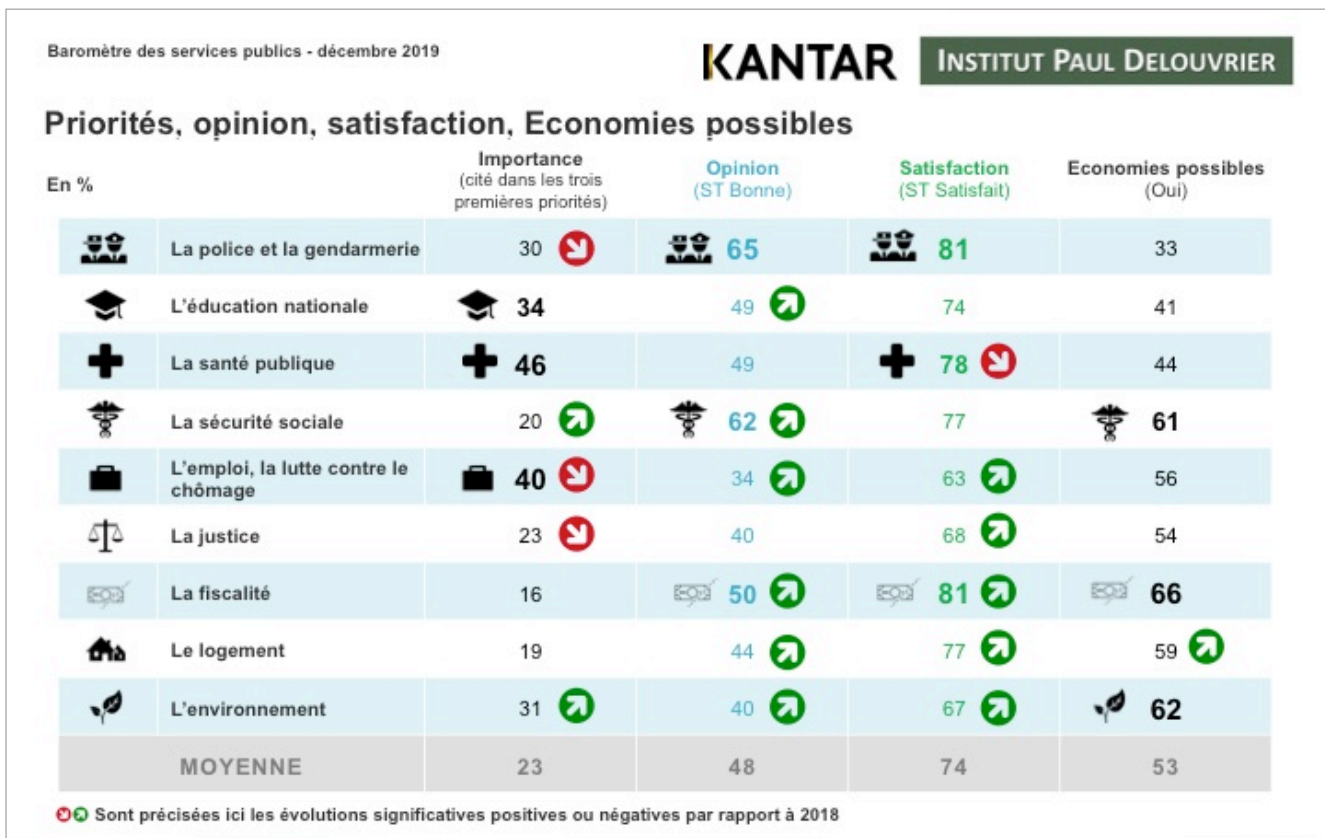 Baromètre des services publics - décembre 2019
KANTAR
INSTITUT PAUL DELOUVRIER
Priorités, opinion, satisfaction, Economies possibles
En %
Importance
(cité dans les trois
premières priorités)
Opinion
(ST Bonne)
Satisfaction
(ST Satisfait)
Economies possibles
(Oui)
La police et la gendarmerie 30 65 81 33
L'éducation nationale 34 49 74 41
La santé publique 46 49 78 44
La sécurité sociale 20 62 77 61
L'emploi, la lutte contre le
chômage 40 34 63 56
La justice 23 40 68 54
La fiscalité 16 50 81 66
Le logement 19 44 77 59
L'environnement 31 40 67 62
MOYENNE 23 48 74 53
Sont précisées ici les évolutions significatives positives ou négatives par rapport à 2018